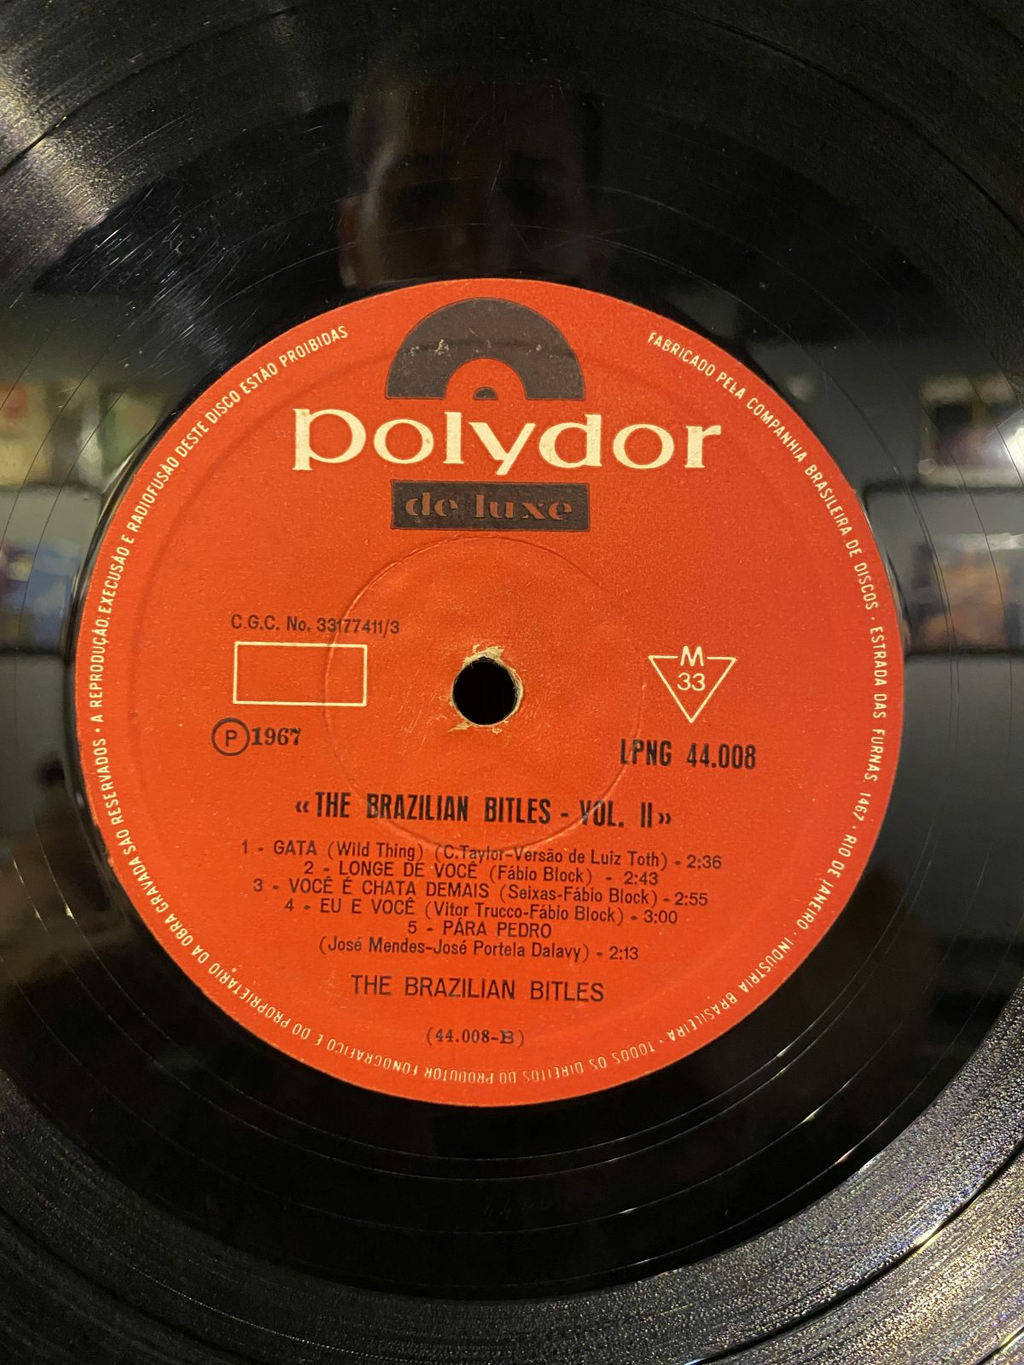 polydor
de luxe
C.G.C. No. 33177411/3
M
33
P 1967
LPNG 44.008
«THE BRAZILIAN BITLES - VOL. II»
1 - GATA (Wild Thing) (C.Taylor-Versão de Luiz Toth) - 2:36
2 - LONGE DE VOCÊ (Fábio Block) - 2:43
3 - VOCÊ É CHATA DEMAIS (Seixas-Fábio Block) - 2:55
4 - EU E VOCÊ (Vitor Trucco-Fábio Block) - 3:00
5 - PÁRA PEDRO
(José Mendes-José Portela Dalavy) - 2:13
THE BRAZILIAN BITLES
(44.008-B)
FABRICADO PELA COMPANHIA BRASILEIRA DE DISCOS · ESTRADA DAS FURNAS, 1467 · RIO DE JANEIRO · INDÚSTRIA BRASILEIRA · TODOS OS DIREITOS DO PRODUTOR FONOGRAFICO E DO PROPRIETARIO DA OBRA GRAVADA SÃO RESERVADOS · A REPRODUÇÃO, EXECUSÃO E RADIOFUSÃO DESTE DISCO ESTÃO PROIBIDAS